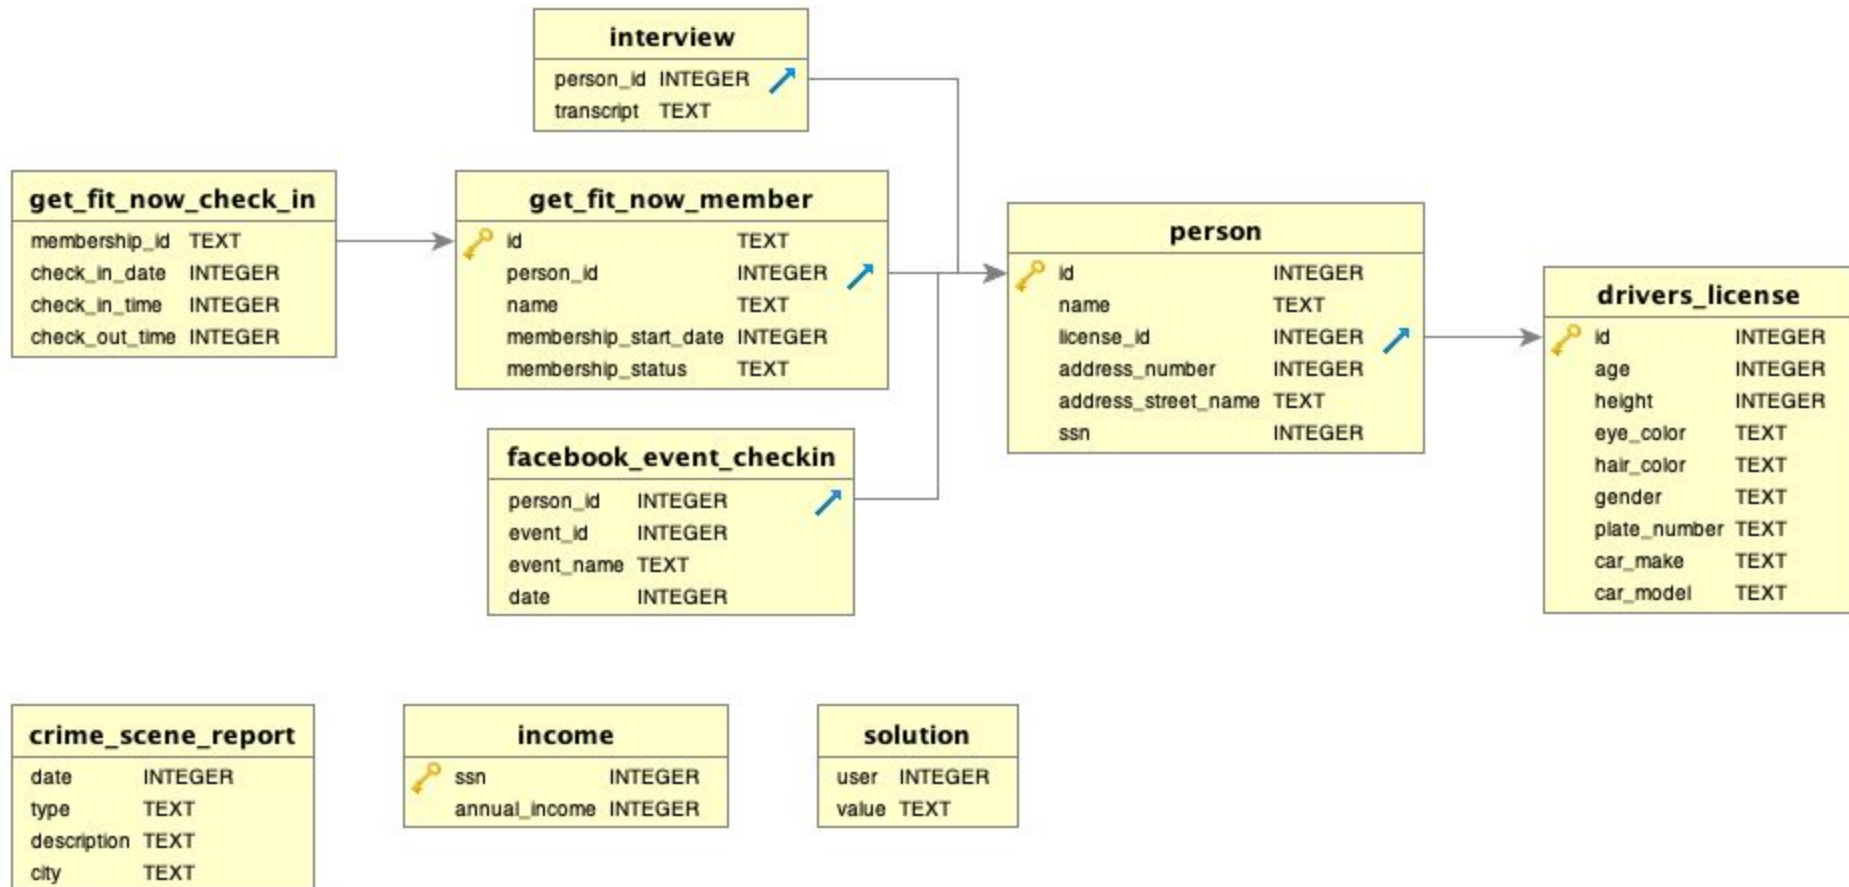 interview
person_id INTEGER
transcript TEXT
get_fit_now_check_in
membership_id TEXT
check_in_date INTEGER
check_in_time INTEGER
check_out_time INTEGER
get_fit_now_member
id TEXT
person_id INTEGER
name TEXT
membership_start_date INTEGER
membership_status TEXT
person
id INTEGER
name TEXT
license_id INTEGER
address_number INTEGER
address_street_name TEXT
ssn INTEGER
drivers_license
id INTEGER
age INTEGER
height INTEGER
eye_color TEXT
hair_color TEXT
gender TEXT
plate_number TEXT
car_make TEXT
car_model TEXT
facebook_event_checkin
person_id INTEGER
event_id INTEGER
event_name TEXT
date INTEGER
crime_scene_report
date INTEGER
type TEXT
description TEXT
city TEXT
income
ssn INTEGER
annual_income INTEGER
solution
user INTEGER
value TEXT